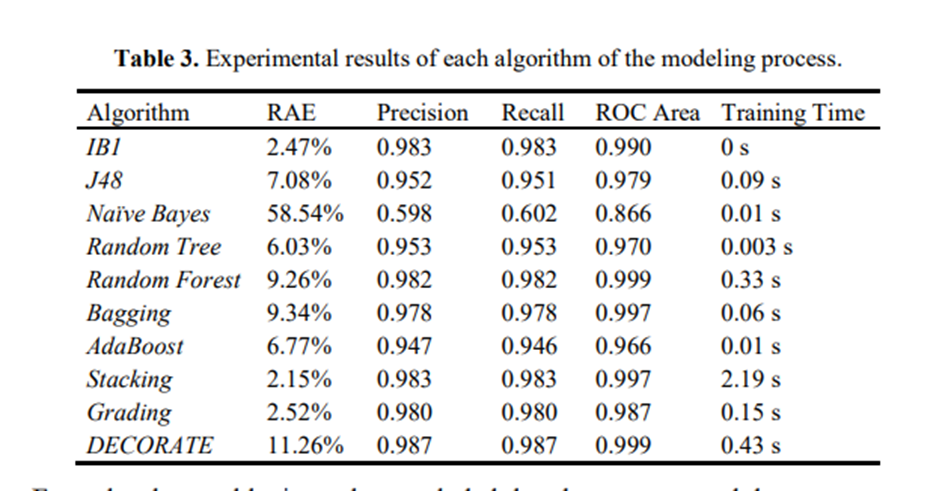 Table 3. Experimental results of each algorithm of the modeling process.
Algorithm RAE Precision Recall ROC Area Training Time
IB1 2.47% 0.983 0.983 0.990 0 s
J48 7.08% 0.952 0.951 0.979 0.09 s
Naïve Bayes 58.54% 0.598 0.602 0.866 0.01 s
Random Tree 6.03% 0.953 0.953 0.970 0.003 s
Random Forest 9.26% 0.982 0.982 0.999 0.33 s
Bagging 9.34% 0.978 0.978 0.997 0.06 s
AdaBoost 6.77% 0.947 0.946 0.966 0.01 s
Stacking 2.15% 0.983 0.983 0.997 2.19 s
Grading 2.52% 0.980 0.980 0.987 0.15 s
DECORATE 11.26% 0.987 0.987 0.999 0.43 s